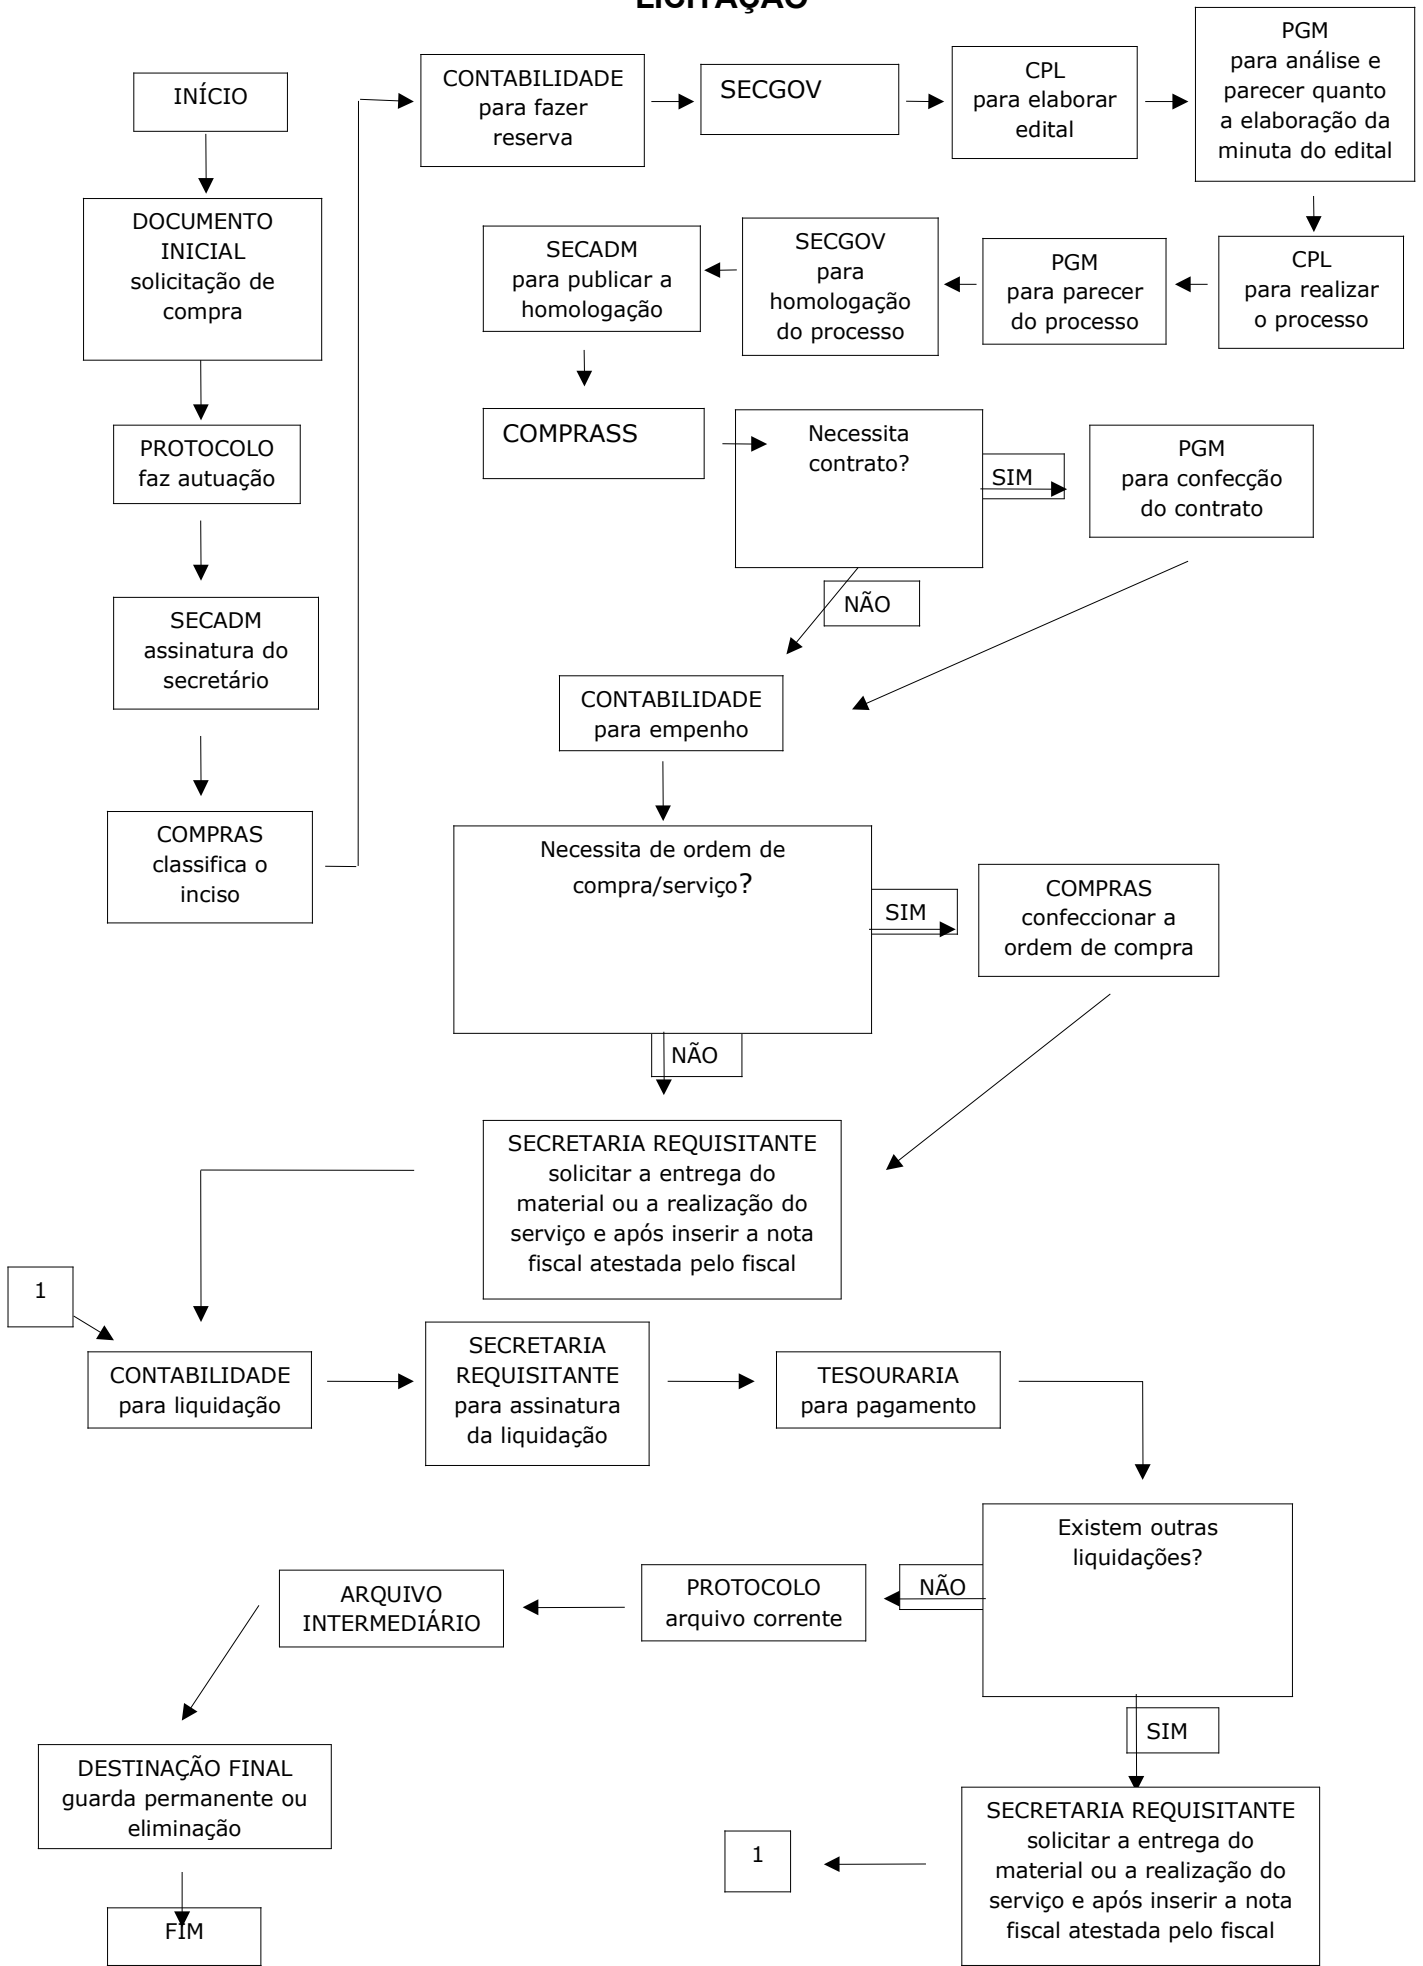 LICITAÇÃO
INÍCIO
DOCUMENTO
INICIAL
solicitação de
compra
PROTOCOLO
faz autuação
SECADM
assinatura do
secretário
COMPRAS
classifica o
inciso
CONTABILIDADE
para fazer
reserva
SECGOV
CPL
para elaborar
edital
PGM
para análise e
parecer quanto
a elaboração da
minuta do edital
CPL
para realizar
o processo
PGM
para parecer
do processo
SECGOV
para
homologação
do processo
SECADM
para publicar a
homologação
COMPRASS
Necessita
contrato?
SIM
PGM
para confecção
do contrato
NÃO
CONTABILIDADE
para empenho
Necessita de ordem de
compra/serviço?
SIM
COMPRAS
confeccionar a
ordem de compra
NÃO
SECRETARIA REQUISITANTE
solicitar a entrega do
material ou a realização do
serviço e após inserir a nota
fiscal atestada pelo fiscal
1
CONTABILIDADE
para liquidação
SECRETARIA
REQUISITANTE
para assinatura
da liquidação
TESOURARIA
para pagamento
Existem outras
liquidações?
NÃO
PROTOCOLO
arquivo corrente
ARQUIVO
INTERMEDIÁRIO
DESTINAÇÃO FINAL
guarda permanente ou
eliminação
FIM
SIM
SECRETARIA REQUISITANTE
solicitar a entrega do
material ou a realização do
serviço e após inserir a nota
fiscal atestada pelo fiscal
1